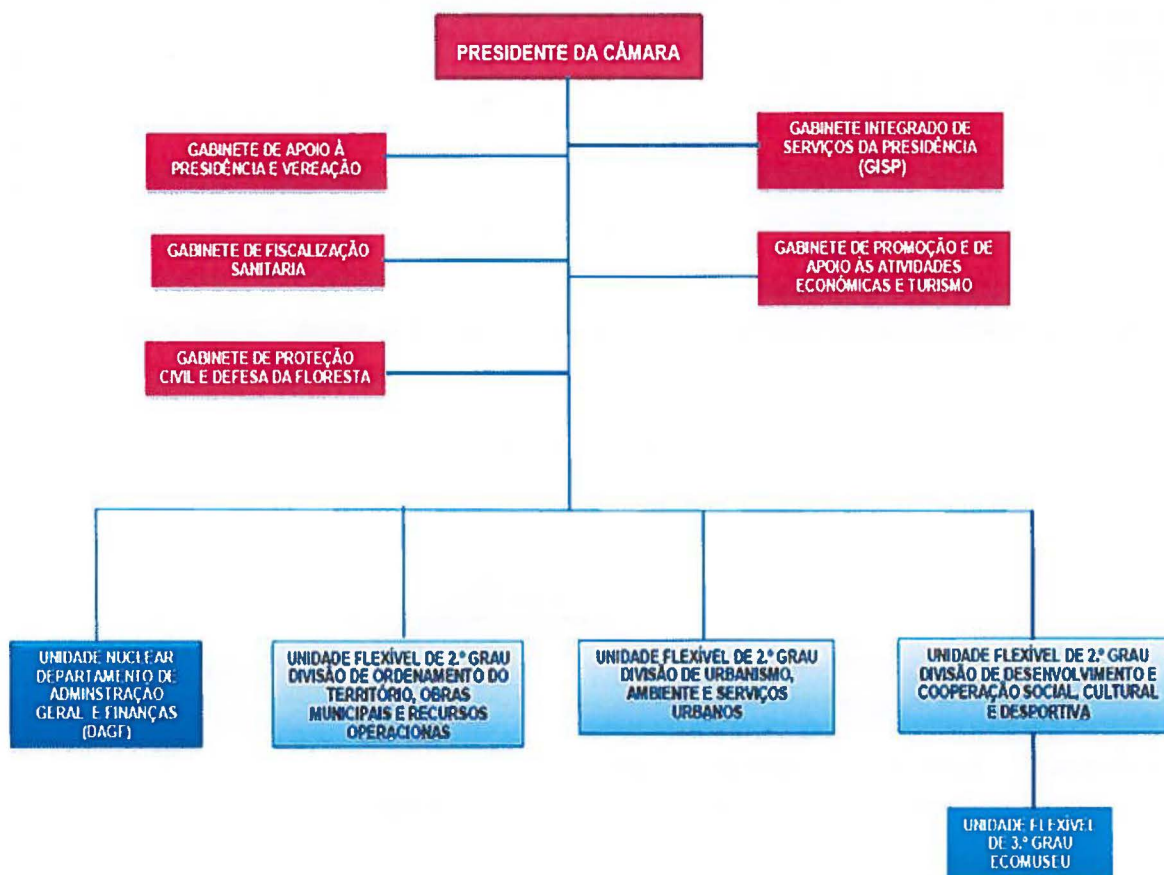 PRESIDENTE DA CÂMARA
GABINETE DE APOIO À
PRESIDÊNCIA E VEREAÇÃO
GABINETE INTEGRADO DE
SERVIÇOS DA PRESIDÊNCIA
(GISP)
GABINETE DE FISCALIZAÇÃO
SANITARIA
GABINETE DE PROMOÇÃO E DE
APOIO ÀS ATIVIDADES
ECONÓMICAS E TURISMO
GABINETE DE PROTEÇÃO
CIVIL E DEFESA DA FLORESTA
UNIDADE NUCLEAR
DEPARTAMENTO DE
ADMINSTRAÇÃO
GERAL E FINANÇAS
(DAGF)
UNIDADE FLEXÍVEL DE 2.º GRAU
DIVISÃO DE ORDENAMENTO DO
TERRITÓRIO, OBRAS
MUNICIPAIS E RECURSOS
OPERACIONAS
UNIDADE FLEXÍVEL DE 2.º GRAU
DIVISÃO DE URBANISMO,
AMBIENTE E SERVIÇOS
URBANOS
UNIDADE FLEXÍVEL DE 2.º GRAU
DIVISÃO DE DESENVOLVIMENTO E
COOPERAÇÃO SOCIAL, CULTURAL
E DESPORTIVA
UNIDADE FLEXÍVEL
DE 3.º GRAU
ECOMUSEU